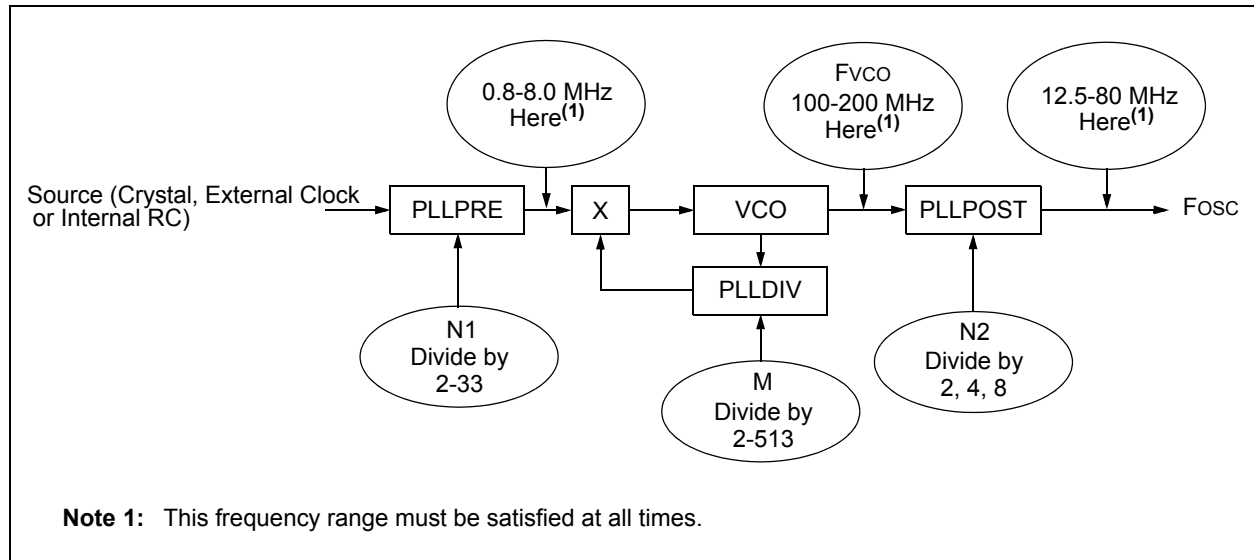 0.8-8.0 MHz
Here(1)
FVCO
100-200 MHz
Here(1)
12.5-80 MHz
Here(1)
Source (Crystal, External Clock
or Internal RC)
PLLPRE
X
VCO
PLLPOST
FOSC
PLLDIV
N1
Divide by
2-33
M
Divide by
2-513
N2
Divide by
2, 4, 8
Note 1: This frequency range must be satisfied at all times.